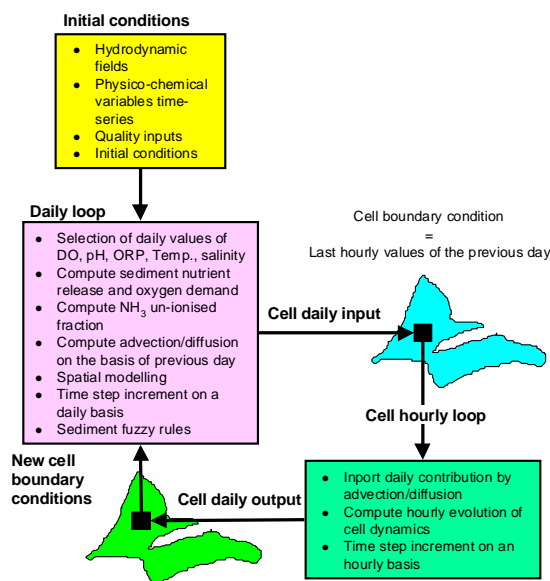 Initial conditions
● Hydrodynamic
fields
● Physico-chemical
variables time-
series
● Quality inputs
● Initial conditions
Daily loop
● Selection of daily values of
DO, pH, ORP, Temp., salinity
● Compute sediment nutrient
release and oxygen demand
● Compute NH3 un-ionised
fraction
● Compute advection/diffusion
on the basis of previous day
● Spatial modelling
● Time step increment on a
daily basis
● Sediment fuzzy rules
Cell boundary condition
=
Last hourly values of the previous day
Cell daily input
Cell hourly loop
● Inport daily contribution by
advection/diffusion
● Compute hourly evolution of
cell dynamics
● Time step increment on an
hourly basis
Cell daily output
New cell
boundary
conditions